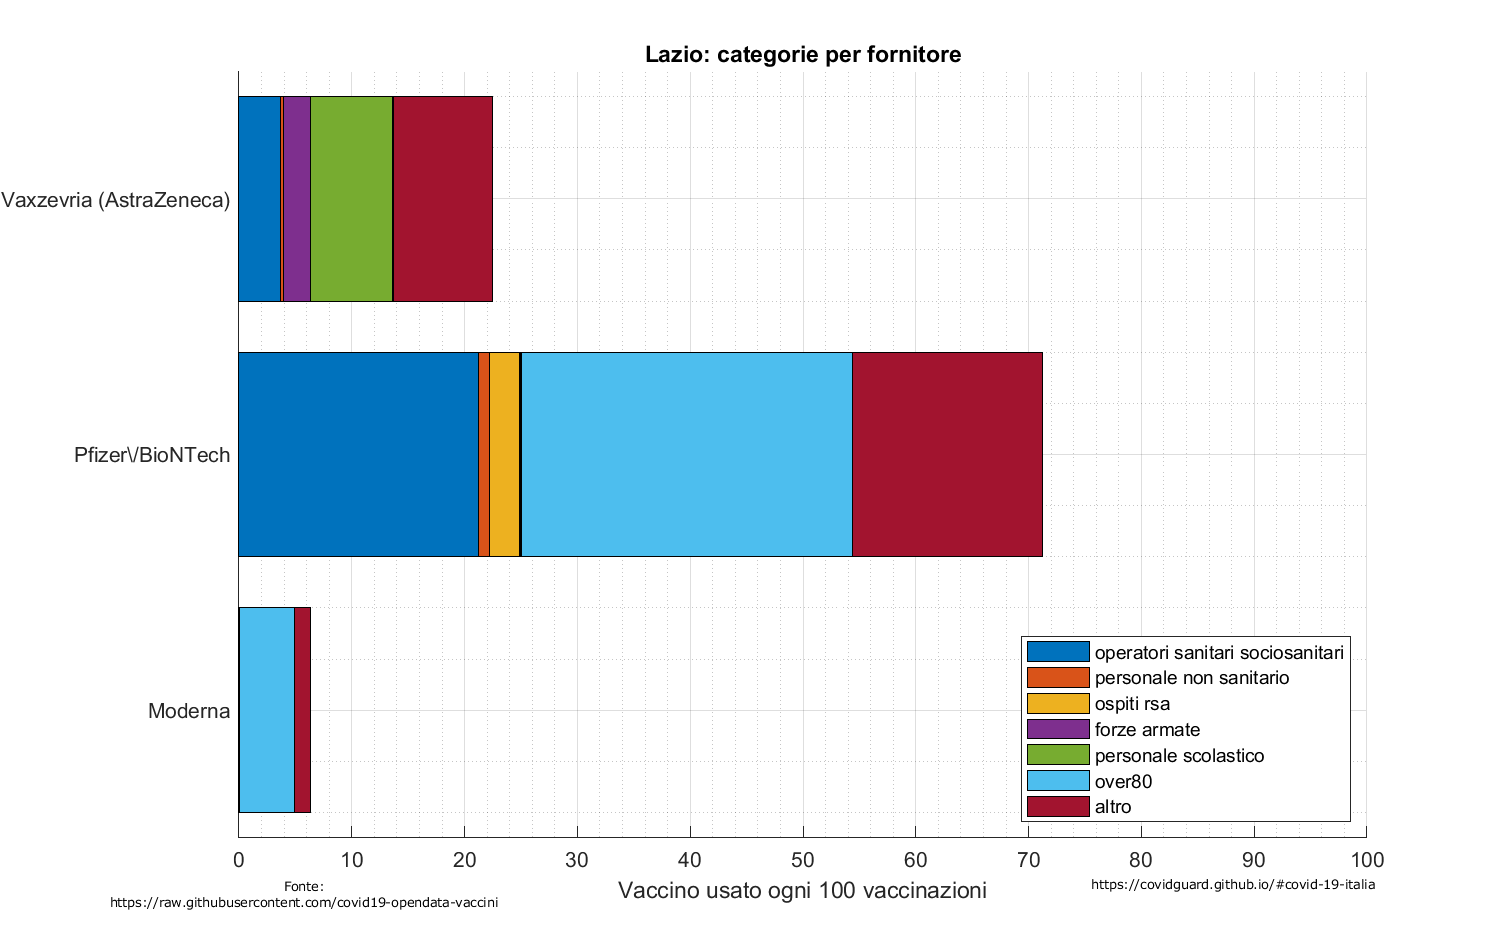 Lazio: categorie per fornitore
Vaxzevria (AstraZeneca)
Pfizer\/BioNTech
Moderna
operatori sanitari sociosanitari
personale non sanitario
ospiti rsa
forze armate
personale scolastico
over80
altro
0 10 20 30 40 50 60 70 80 90 100
Vaccino usato ogni 100 vaccinazioni
Fonte:
https://raw.githubusercontent.com/covid19-opendata-vaccini
https://covidguard.github.io/#covid-19-italia